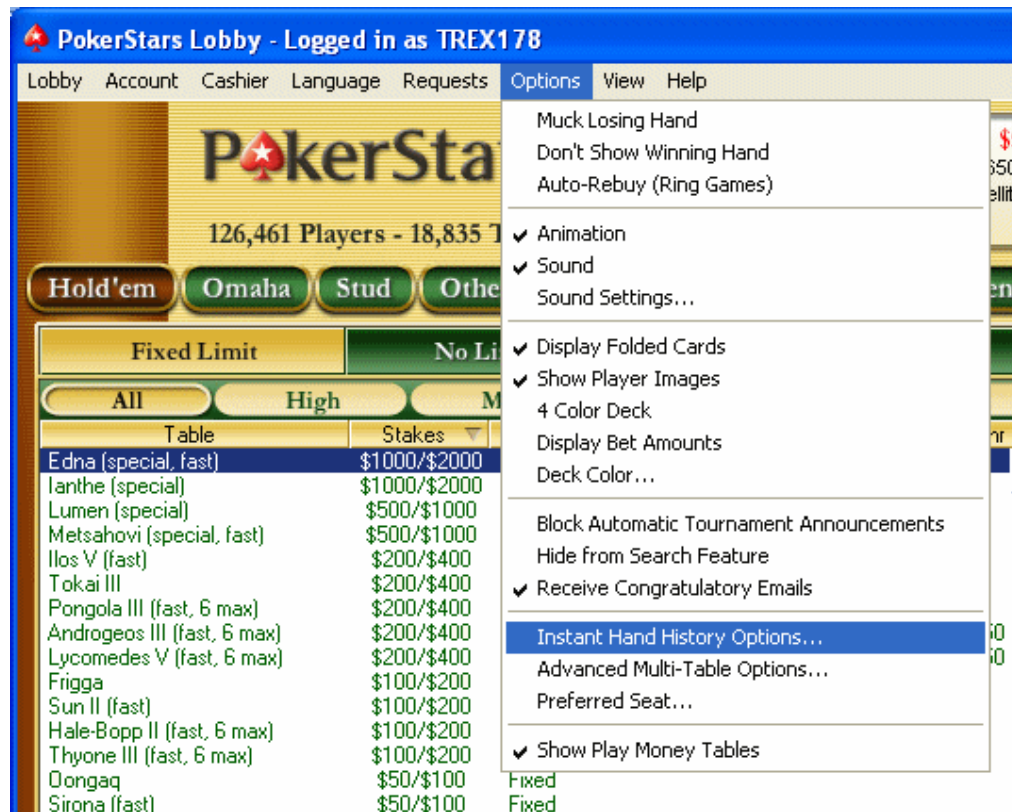 PokerStars Lobby - Logged in as TREX178
Lobby Account Cashier Language Requests Options View Help
126,461 Players - 18,835
Hold'em Omaha Stud
Fixed Limit
All High
Table Stakes
Edna (special, fast) $1000/$2000
Ianthe (special) $1000/$2000
Lumen (special) $500/$1000
Metsahovi (special, fast) $500/$1000
Ilos V (fast) $200/$400
Tokai III $200/$400
Pongola III (fast, 6 max) $200/$400
Androgeos III (fast, 6 max) $200/$400
Lycomedes V (fast, 6 max) $200/$400
Frigga $100/$200
Sun II (fast) $100/$200
Hale-Bopp II (fast, 6 max) $100/$200
Thyone III (fast, 6 max) $100/$200
Oongaq $50/$100 Fixed
Sirona (fast) $50/$100 Fixed
Muck Losing Hand
Don't Show Winning Hand
Auto-Rebuy (Ring Games)
Animation
Sound
Sound Settings...
Display Folded Cards
Show Player Images
4 Color Deck
Display Bet Amounts
Deck Color...
Block Automatic Tournament Announcements
Hide from Search Feature
Receive Congratulatory Emails
Instant Hand History Options...
Advanced Multi-Table Options...
Preferred Seat...
Show Play Money Tables